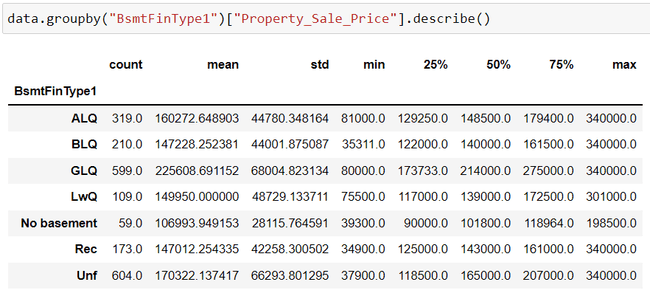 data.groupby("BsmtFinType1")["Property_Sale_Price"].describe()
count mean std min 25% 50% 75% max
BsmtFinType1
ALQ 319.0 160272.648903 44780.348164 81000.0 129250.0 148500.0 179400.0 340000.0
BLQ 210.0 147228.252381 44001.875087 35311.0 122000.0 140000.0 161500.0 340000.0
GLQ 599.0 225608.691152 68004.823134 80000.0 173733.0 214000.0 275000.0 340000.0
LwQ 109.0 149950.000000 48729.133711 75500.0 117000.0 139000.0 172500.0 301000.0
No basement 59.0 106993.949153 28115.764591 39300.0 90000.0 101800.0 118964.0 198500.0
Rec 173.0 147012.254335 42258.300502 34900.0 125000.0 143000.0 161000.0 340000.0
Unf 604.0 170322.137417 66293.801295 37900.0 118500.0 165000.0 207000.0 340000.0